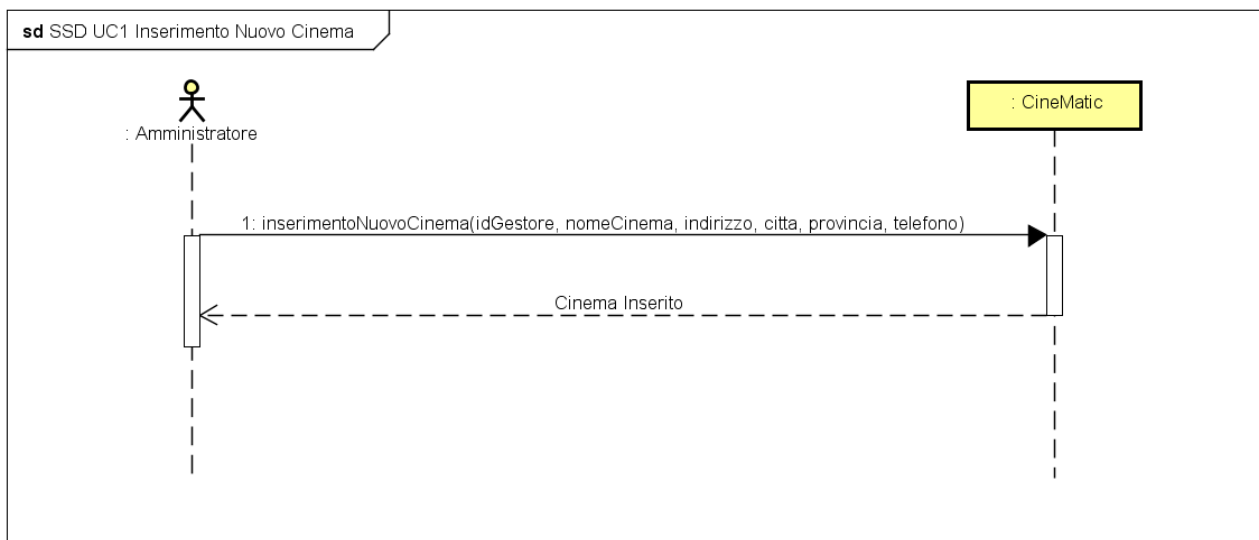 sd SSD UC1 Inserimento Nuovo Cinema
: Amministratore
: CineMatic
1: inserimentoNuovoCinema(idGestore, nomeCinema, indirizzo, citta, provincia, telefono)
Cinema Inserito